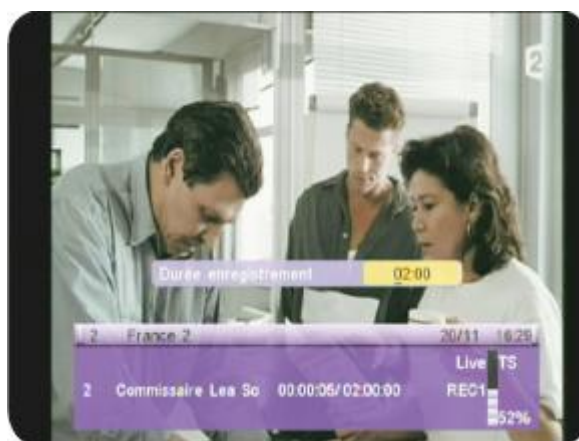 2
Durée enregistrement 02:00
2 France 2 20/11 16:29
Live TS
2 Commissaire Lea So 00:00:05/02:00:00 REC1
52%